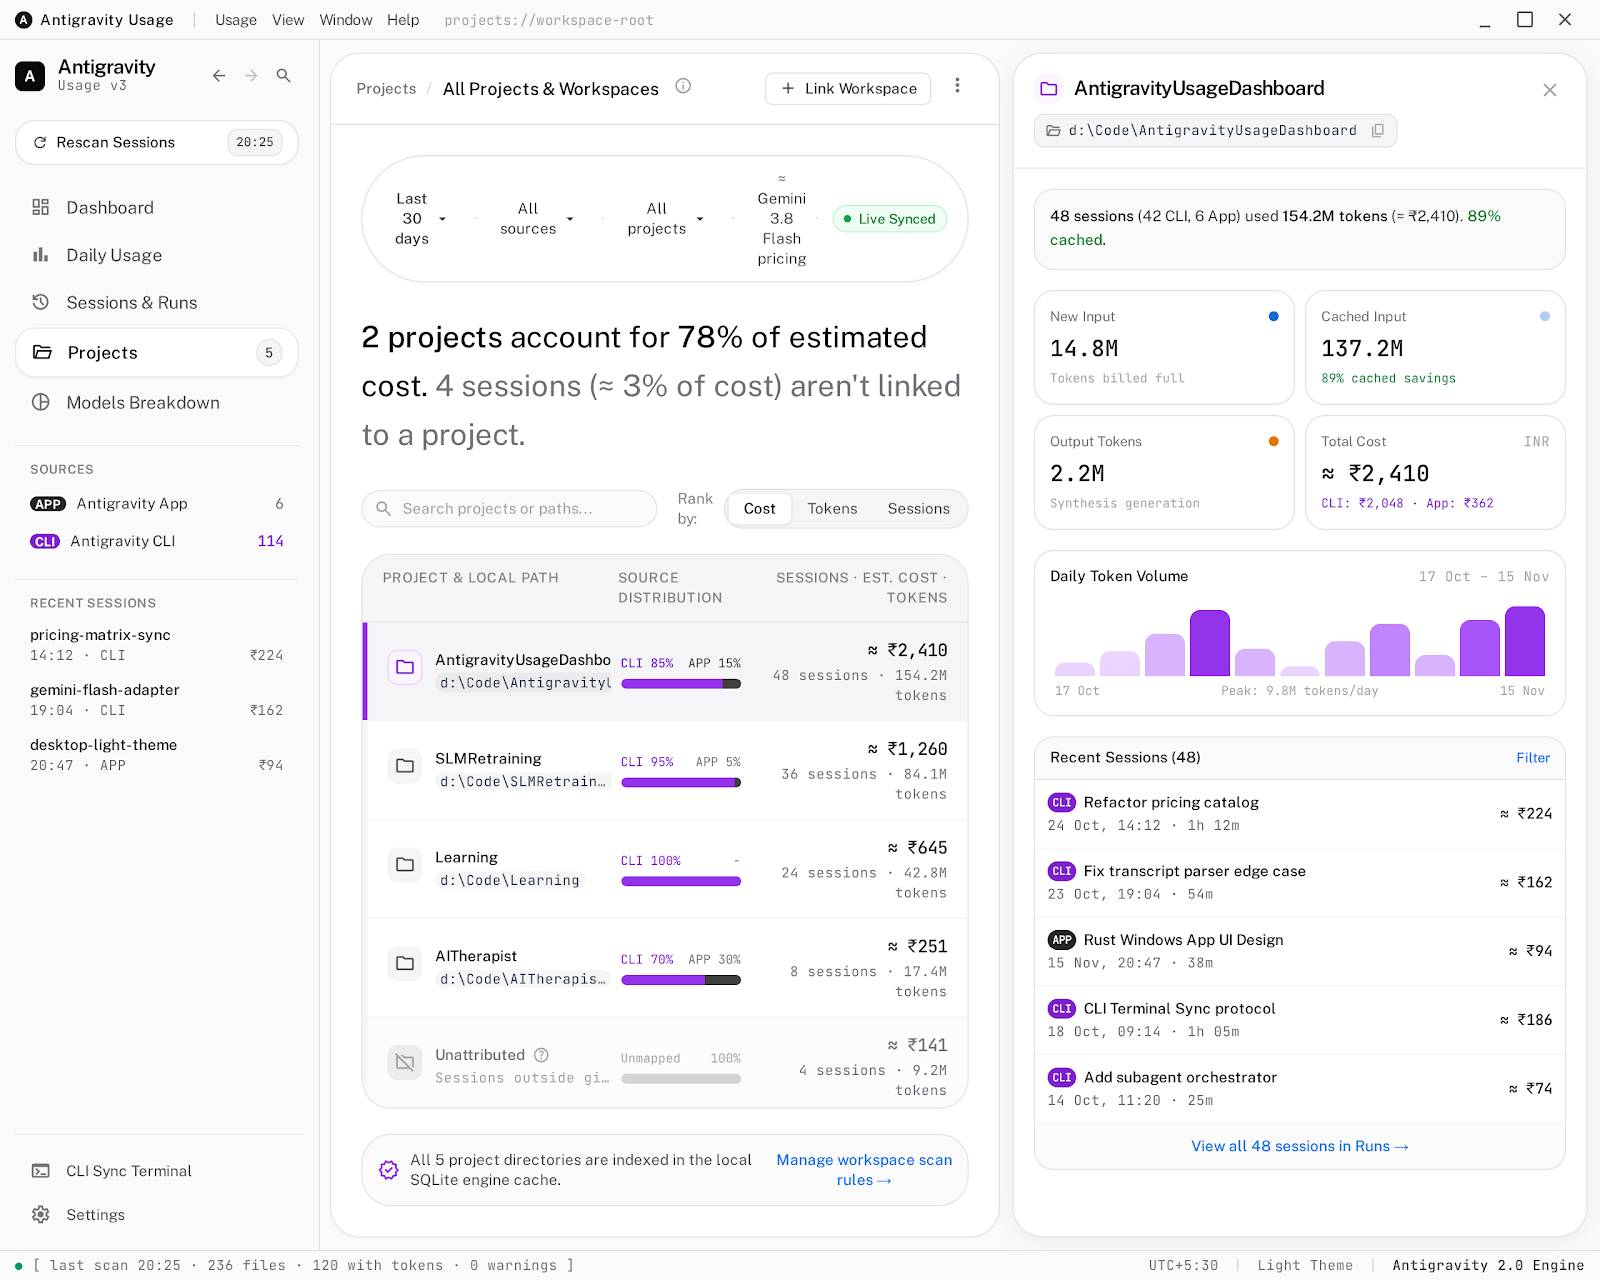 A Antigravity Usage Usage View Window Help projects://workspace-root
A Antigravity
Usage v3
Rescan Sessions 20:25
Dashboard
Daily Usage
Sessions & Runs
Projects 5
Models Breakdown
SOURCES
APP Antigravity App 6
CLI Antigravity CLI 114
RECENT SESSIONS
pricing-matrix-sync
14:12 · CLI ₹224
gemini-flash-adapter
19:04 · CLI ₹162
desktop-light-theme
20:47 · APP ₹94
CLI Sync Terminal
Settings
Projects / All Projects & Workspaces + Link Workspace
Last
30
days
All
sources
All
projects
≈
Gemini
3.8
Flash
pricing
Live Synced
2 projects account for 78% of estimated
cost. 4 sessions (≈ 3% of cost) aren't linked
to a project.
Search projects or paths...
Rank
by:
Cost Tokens Sessions
PROJECT & LOCAL PATH
SOURCE
DISTRIBUTION
SESSIONS · EST. COST ·
TOKENS
AntigravityUsageDashbo
d:\Code\Antigravityl
CLI 85% APP 15%
≈ ₹2,410
48 sessions · 154.2M
tokens
SLMRetraining
d:\Code\SLMRetrain…
CLI 95% APP 5%
≈ ₹1,260
36 sessions · 84.1M
tokens
Learning
d:\Code\Learning
CLI 100% -
≈ ₹645
24 sessions · 42.8M
tokens
AITherapist
d:\Code\AITherapis…
CLI 70% APP 30%
≈ ₹251
8 sessions · 17.4M
tokens
Unattributed
Sessions outside gi…
Unmapped 100%
≈ ₹141
4 sessions · 9.2M
tokens
All 5 project directories are indexed in the local
SQLite engine cache.
Manage workspace scan
rules →
AntigravityUsageDashboard
d:\Code\AntigravityUsageDashboard
48 sessions (42 CLI, 6 App) used 154.2M tokens (≈ ₹2,410). 89%
cached.
New Input
14.8M
Tokens billed full
Cached Input
137.2M
89% cached savings
Output Tokens
2.2M
Synthesis generation
Total Cost INR
≈ ₹2,410
CLI: ₹2,048 · App: ₹362
Daily Token Volume 17 Oct – 15 Nov
17 Oct Peak: 9.8M tokens/day 15 Nov
Recent Sessions (48) Filter
CLI Refactor pricing catalog
24 Oct, 14:12 · 1h 12m
≈ ₹224
CLI Fix transcript parser edge case
23 Oct, 19:04 · 54m
≈ ₹162
APP Rust Windows App UI Design
15 Nov, 20:47 · 38m
≈ ₹94
CLI CLI Terminal Sync protocol
18 Oct, 09:14 · 1h 05m
≈ ₹186
CLI Add subagent orchestrator
14 Oct, 11:20 · 25m
≈ ₹74
View all 48 sessions in Runs →
[ last scan 20:25 · 236 files · 120 with tokens · 0 warnings ] UTC+5:30 Light Theme Antigravity 2.0 Engine